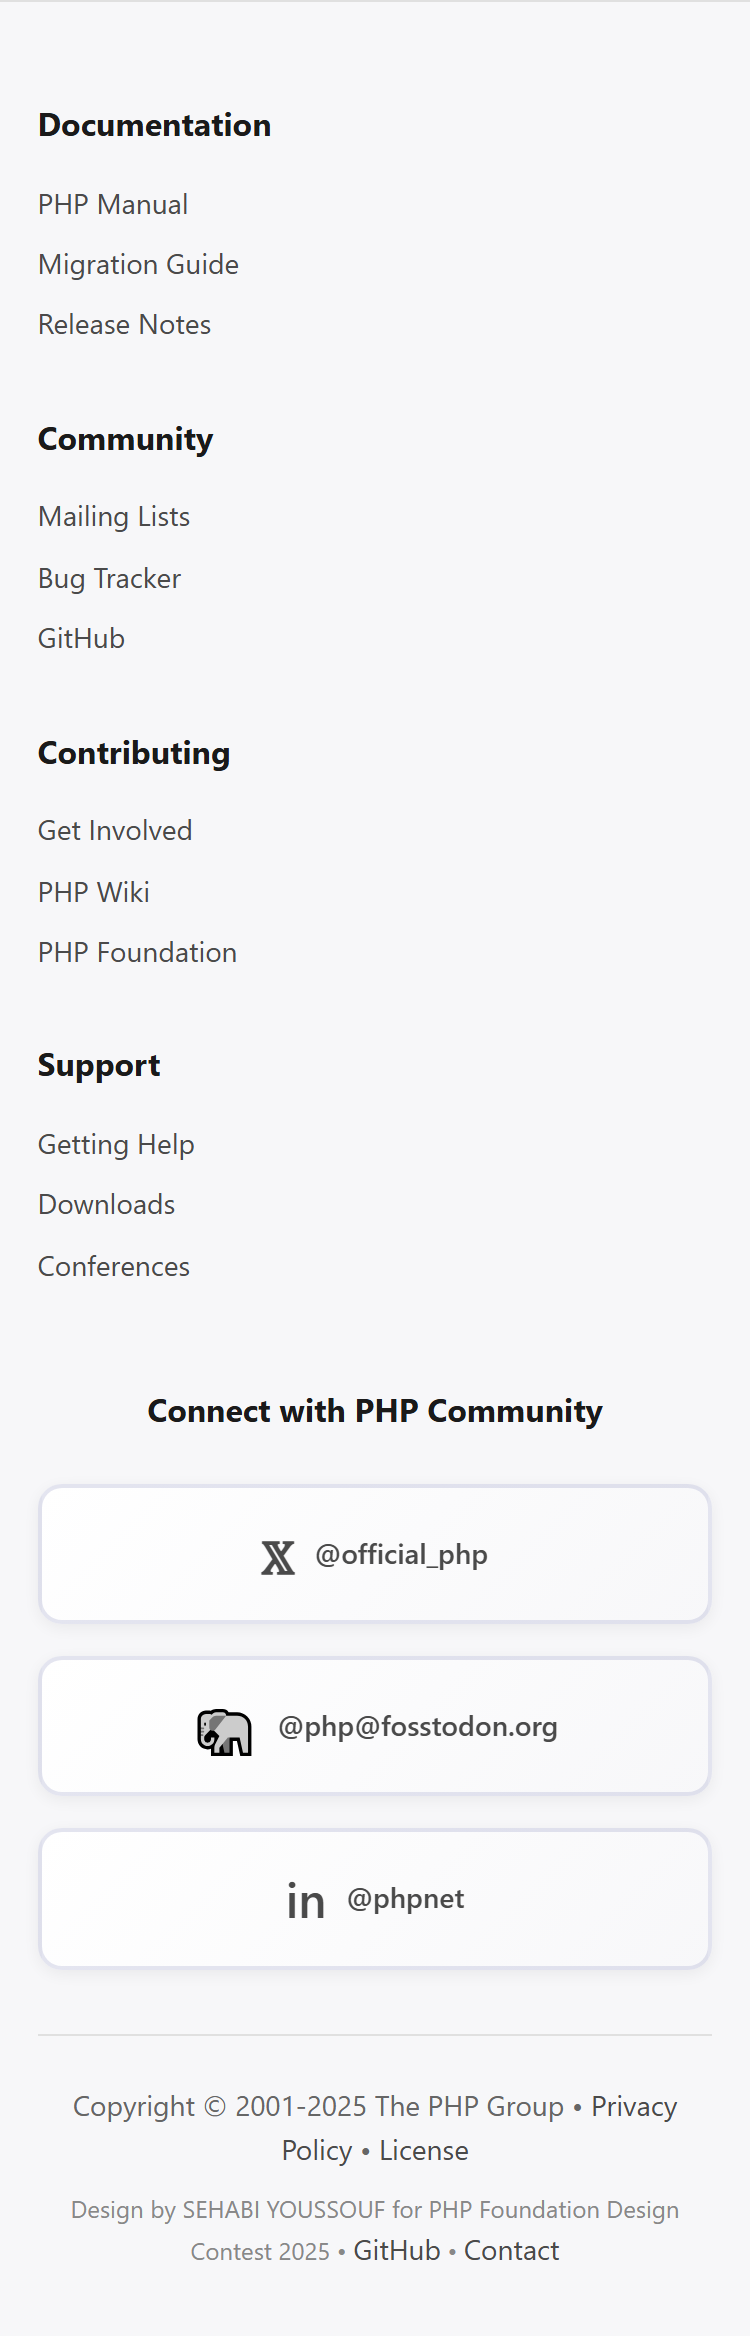 Documentation
PHP Manual
Migration Guide
Release Notes
Community
Mailing Lists
Bug Tracker
GitHub
Contributing
Get Involved
PHP Wiki
PHP Foundation
Support
Getting Help
Downloads
Conferences
Connect with PHP Community
𝕏 @official_php
@php@fosstodon.org
in @phpnet
Copyright © 2001-2025 The PHP Group • Privacy
Policy • License
Design by SEHABI YOUSSOUF for PHP Foundation Design
Contest 2025 • GitHub • Contact